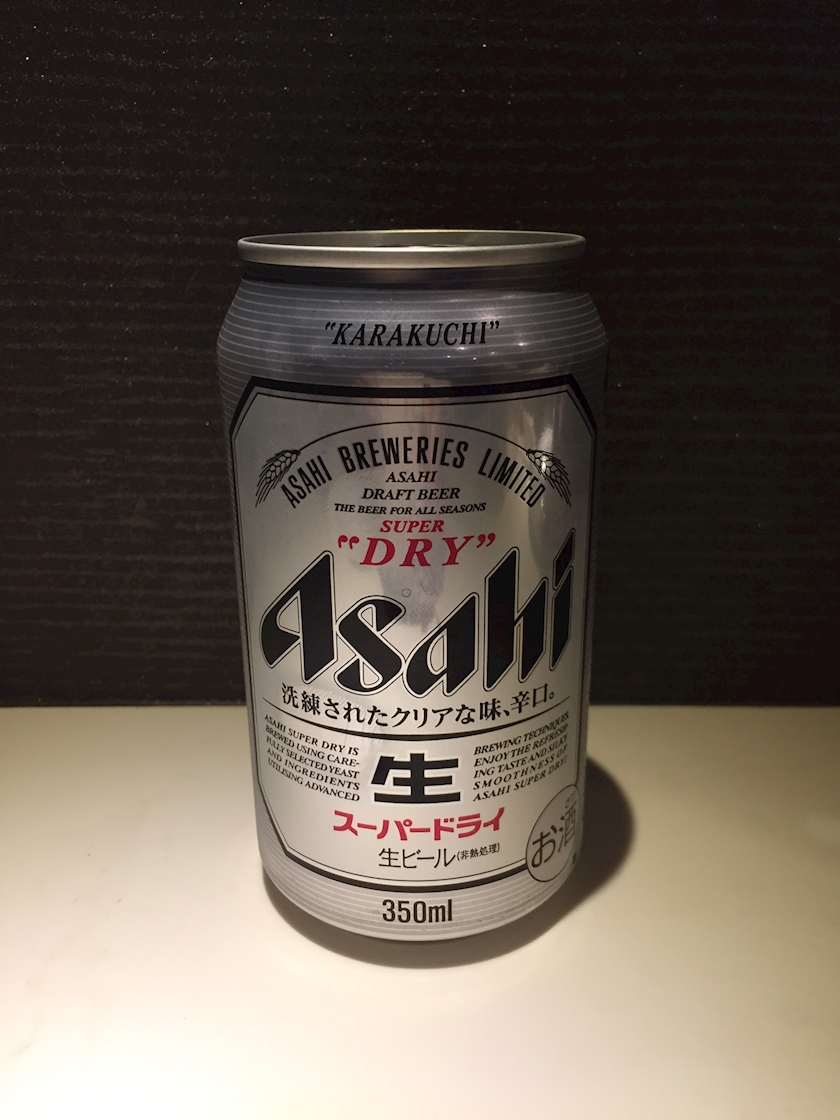 “KARAKUCHI”
ASAHI BREWERIES LIMITED
ASAHI
DRAFT BEER
THE BEER FOR ALL SEASONS
SUPER
“DRY”
Asahi
洗練されたクリアな味、辛口。
ASAHI SUPER DRY IS
BREWED USING CARE-
FULLY SELECTED YEAST
AND INGREDIENTS
UTILISING ADVANCED
BREWING TECHNIQUES.
ENJOY THE REFRESH-
ING TASTE AND SILKY
SMOOTHNESS OF
ASAHI SUPER DRY!
生
スーパードライ
生ビール(非熱処理)
お酒
350ml